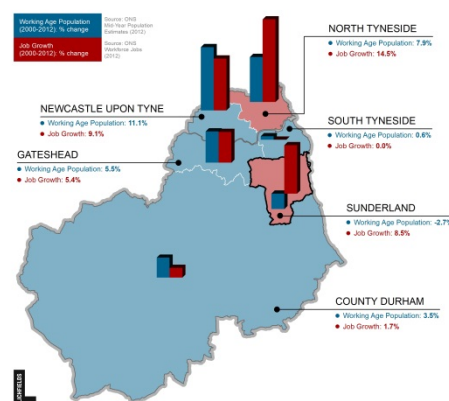 Working Age Population
(2000-2012): % change
Source: ONS
Mid-Year Population
Estimates (2012)
Job Growth
(2000-2012): % change
Source: ONS
Workforce Jobs
(2012)
NORTH TYNESIDE
Working Age Population: 7.9%
Job Growth: 14.5%
NEWCASTLE UPON TYNE
Working Age Population: 11.1%
Job Growth: 9.1%
SOUTH TYNESIDE
Working Age Population: 0.6%
Job Growth: 0.0%
GATESHEAD
Working Age Population: 5.5%
Job Growth: 5.4%
SUNDERLAND
Working Age Population: -2.7%
Job Growth: 8.5%
COUNTY DURHAM
Working Age Population: 3.5%
Job Growth: 1.7%
LICHFIELDS